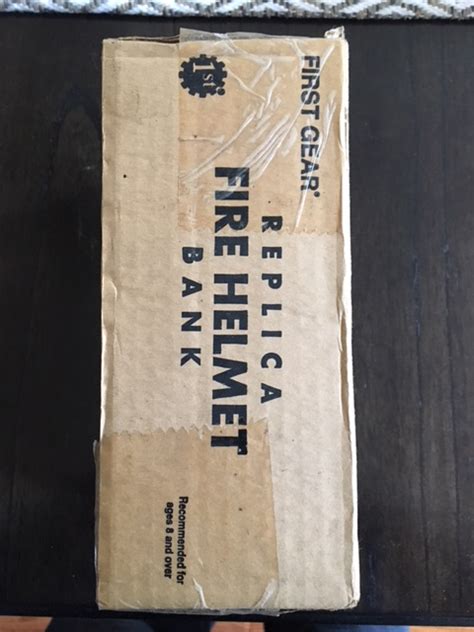 1st
FIRST GEAR®
REPLICA
FIRE HELMET
BANK
Recommended for
ages 8 and over